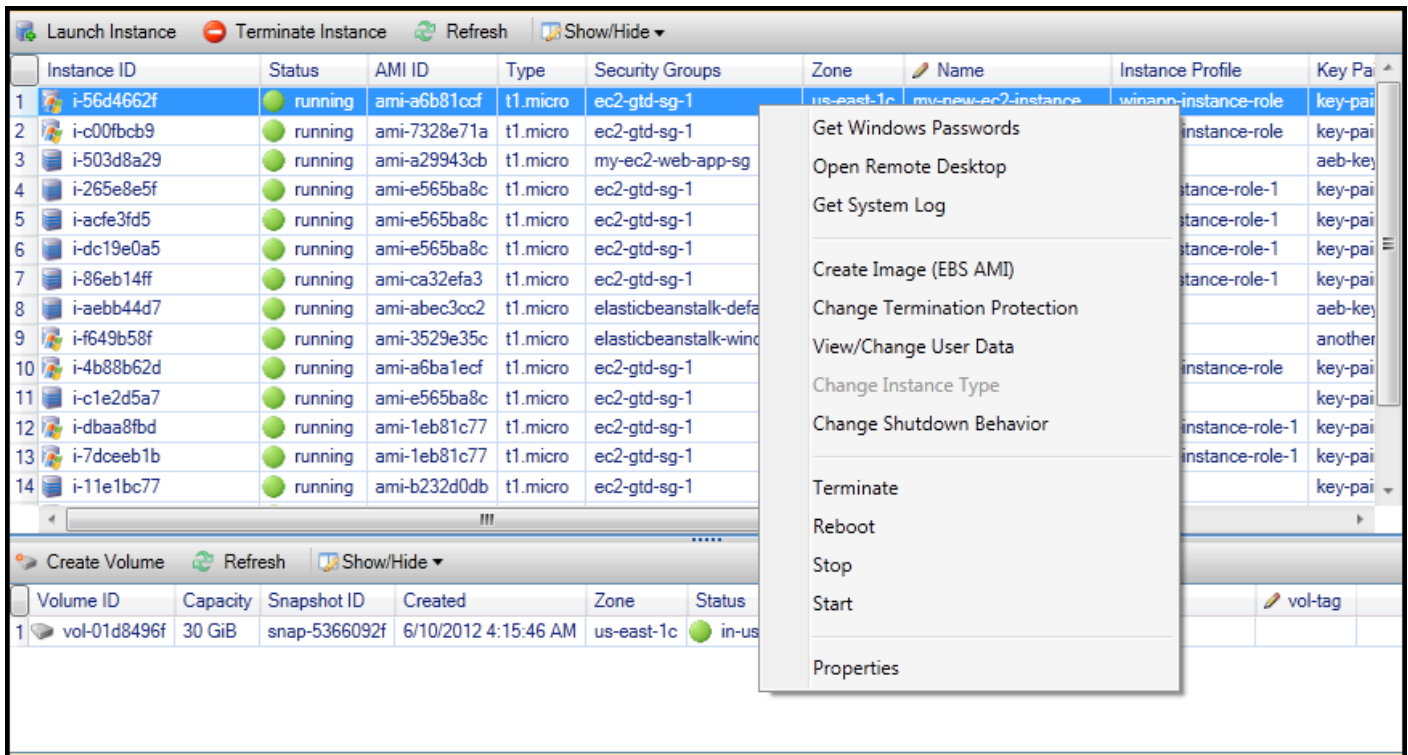 Launch Instance Terminate Instance Refresh Show/Hide
Instance ID Status AMI ID Type Security Groups Zone Name Instance Profile Key Pai
1 i-56d4662f running ami-a6b81ccf t1.micro ec2-gtd-sg-1 us-east-1c my-new-ec2-instance winapp-instance-role key-pai
2 i-c00fbcb9 running ami-7328e71a t1.micro ec2-gtd-sg-1 Get Windows Passwords instance-role key-pai
3 i-503d8a29 running ami-a29943cb t1.micro my-ec2-web-app-sg Open Remote Desktop aeb-key
4 i-265e8e5f running ami-e565ba8c t1.micro ec2-gtd-sg-1 Get System Log stance-role-1 key-pai
5 i-acfe3fd5 running ami-e565ba8c t1.micro ec2-gtd-sg-1 stance-role-1 key-pai
6 i-dc19e0a5 running ami-e565ba8c t1.micro ec2-gtd-sg-1 stance-role-1 key-pai
7 i-86eb14ff running ami-ca32efa3 t1.micro ec2-gtd-sg-1 Create Image (EBS AMI) stance-role-1 key-pai
8 i-aebb44d7 running ami-abec3cc2 t1.micro elasticbeanstalk-defa Change Termination Protection aeb-key
9 i-f649b58f running ami-3529e35c t1.micro elasticbeanstalk-wind View/Change User Data another
10 i-4b88b62d running ami-a6ba1ecf t1.micro ec2-gtd-sg-1 Change Instance Type instance-role key-pai
11 i-c1e2d5a7 running ami-e565ba8c t1.micro ec2-gtd-sg-1 key-pai
12 i-dbaa8fbd running ami-1eb81c77 t1.micro ec2-gtd-sg-1 Change Shutdown Behavior instance-role-1 key-pai
13 i-7dceeb1b running ami-1eb81c77 t1.micro ec2-gtd-sg-1 instance-role-1 key-pai
14 i-11e1bc77 running ami-b232d0db t1.micro ec2-gtd-sg-1 Terminate key-pai
Reboot
Create Volume Refresh Show/Hide Stop
Volume ID Capacity Snapshot ID Created Zone Status Start vol-tag
1 vol-01d8496f 30 GiB snap-5366092f 6/10/2012 4:15:46 AM us-east-1c in-us
Properties